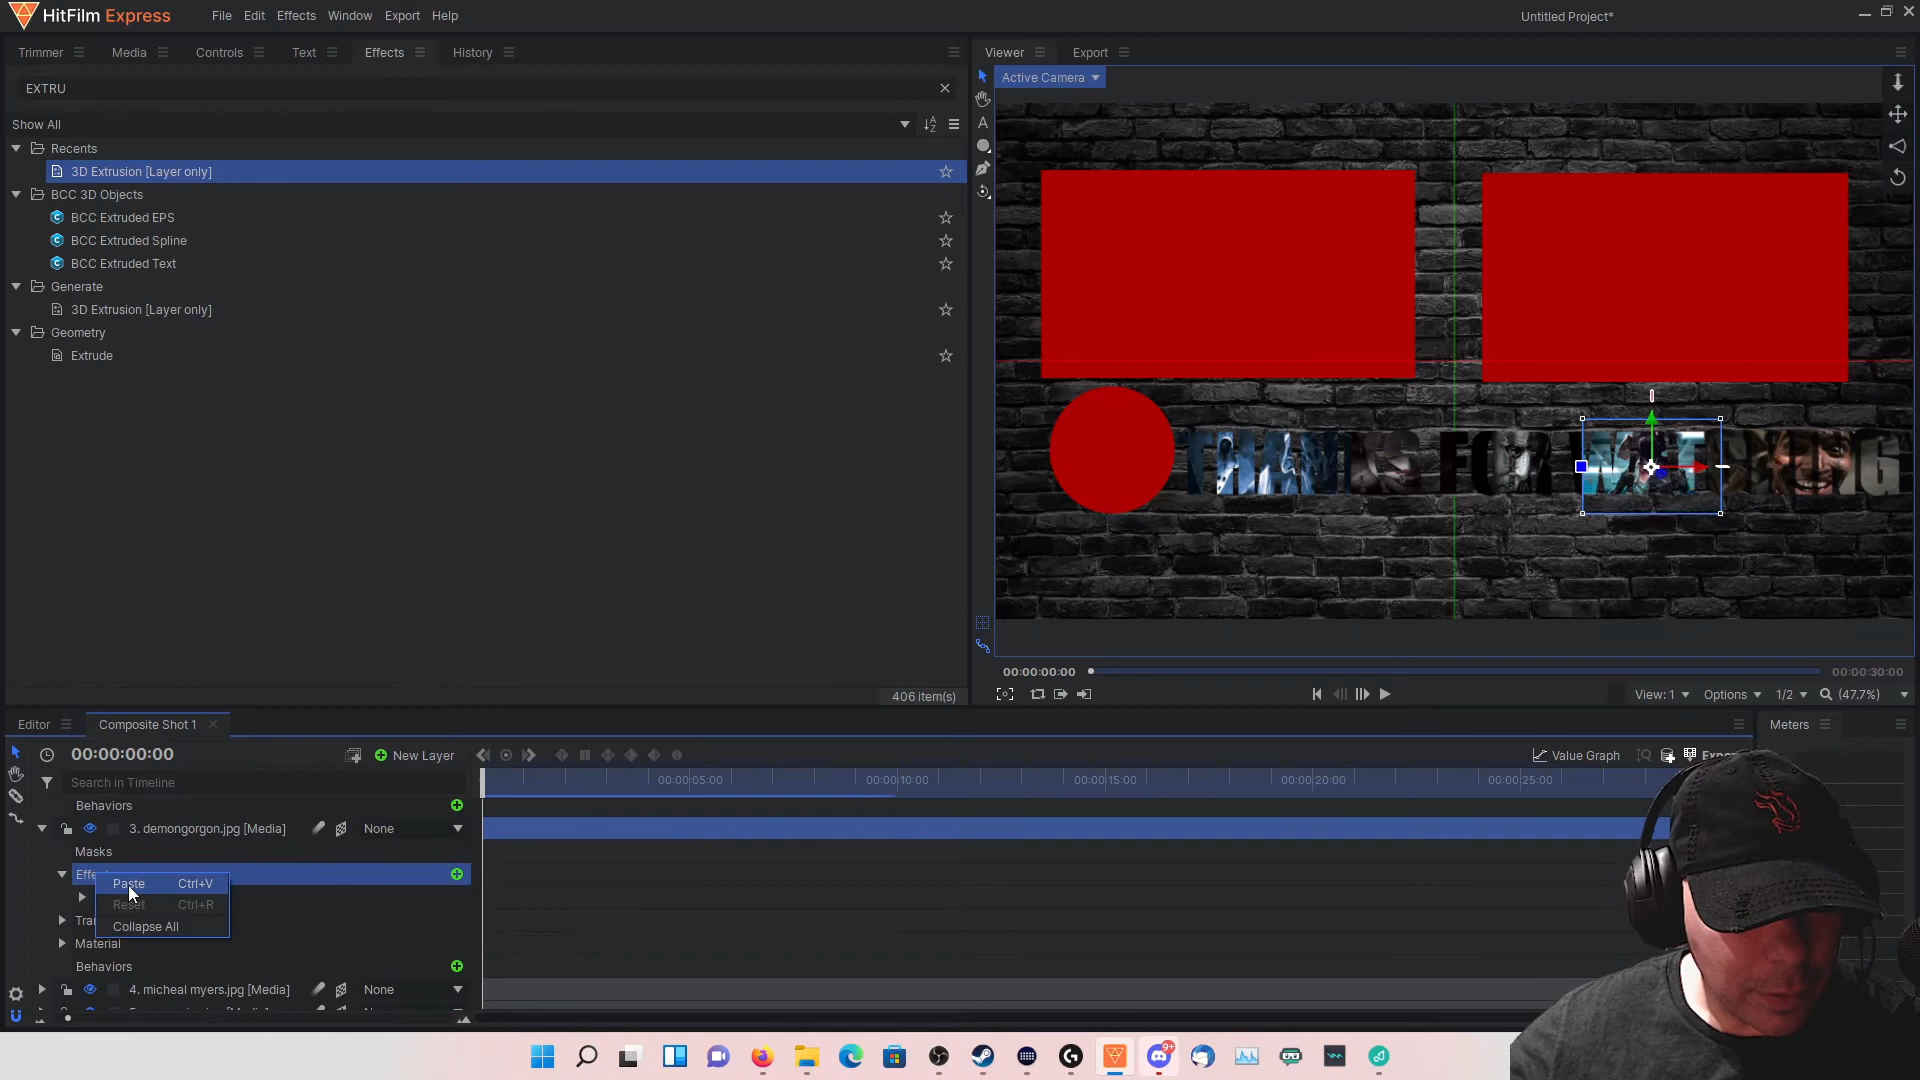 HitFilm Express
File Edit Effects Window Export Help
Untitled Project*
Trimmer Media Controls Text Effects History
Viewer Export
EXTRU
Active Camera
Show All
Recents
3D Extrusion [Layer only]
BCC 3D Objects
BCC Extruded EPS
BCC Extruded Spline
BCC Extruded Text
Generate
3D Extrusion [Layer only]
Geometry
Extrude
THANKS FOR WATCHING
00:00:00:00
00:00:30:00
406 item(s)
View: 1 Options 1/2 (47.7%)
Editor Composite Shot 1
Meters
00:00:00:00
New Layer
Value Graph
Search in Timeline
00:00:05:00 00:00:10:00 00:00:15:00 00:00:20:00 00:00:25:00
Behaviors
3. demongorgon.jpg [Media]
None
Masks
Paste Ctrl+V
Reset Ctrl+R
Collapse All
Material
Behaviors
4. micheal myers.jpg [Media]
None
9+